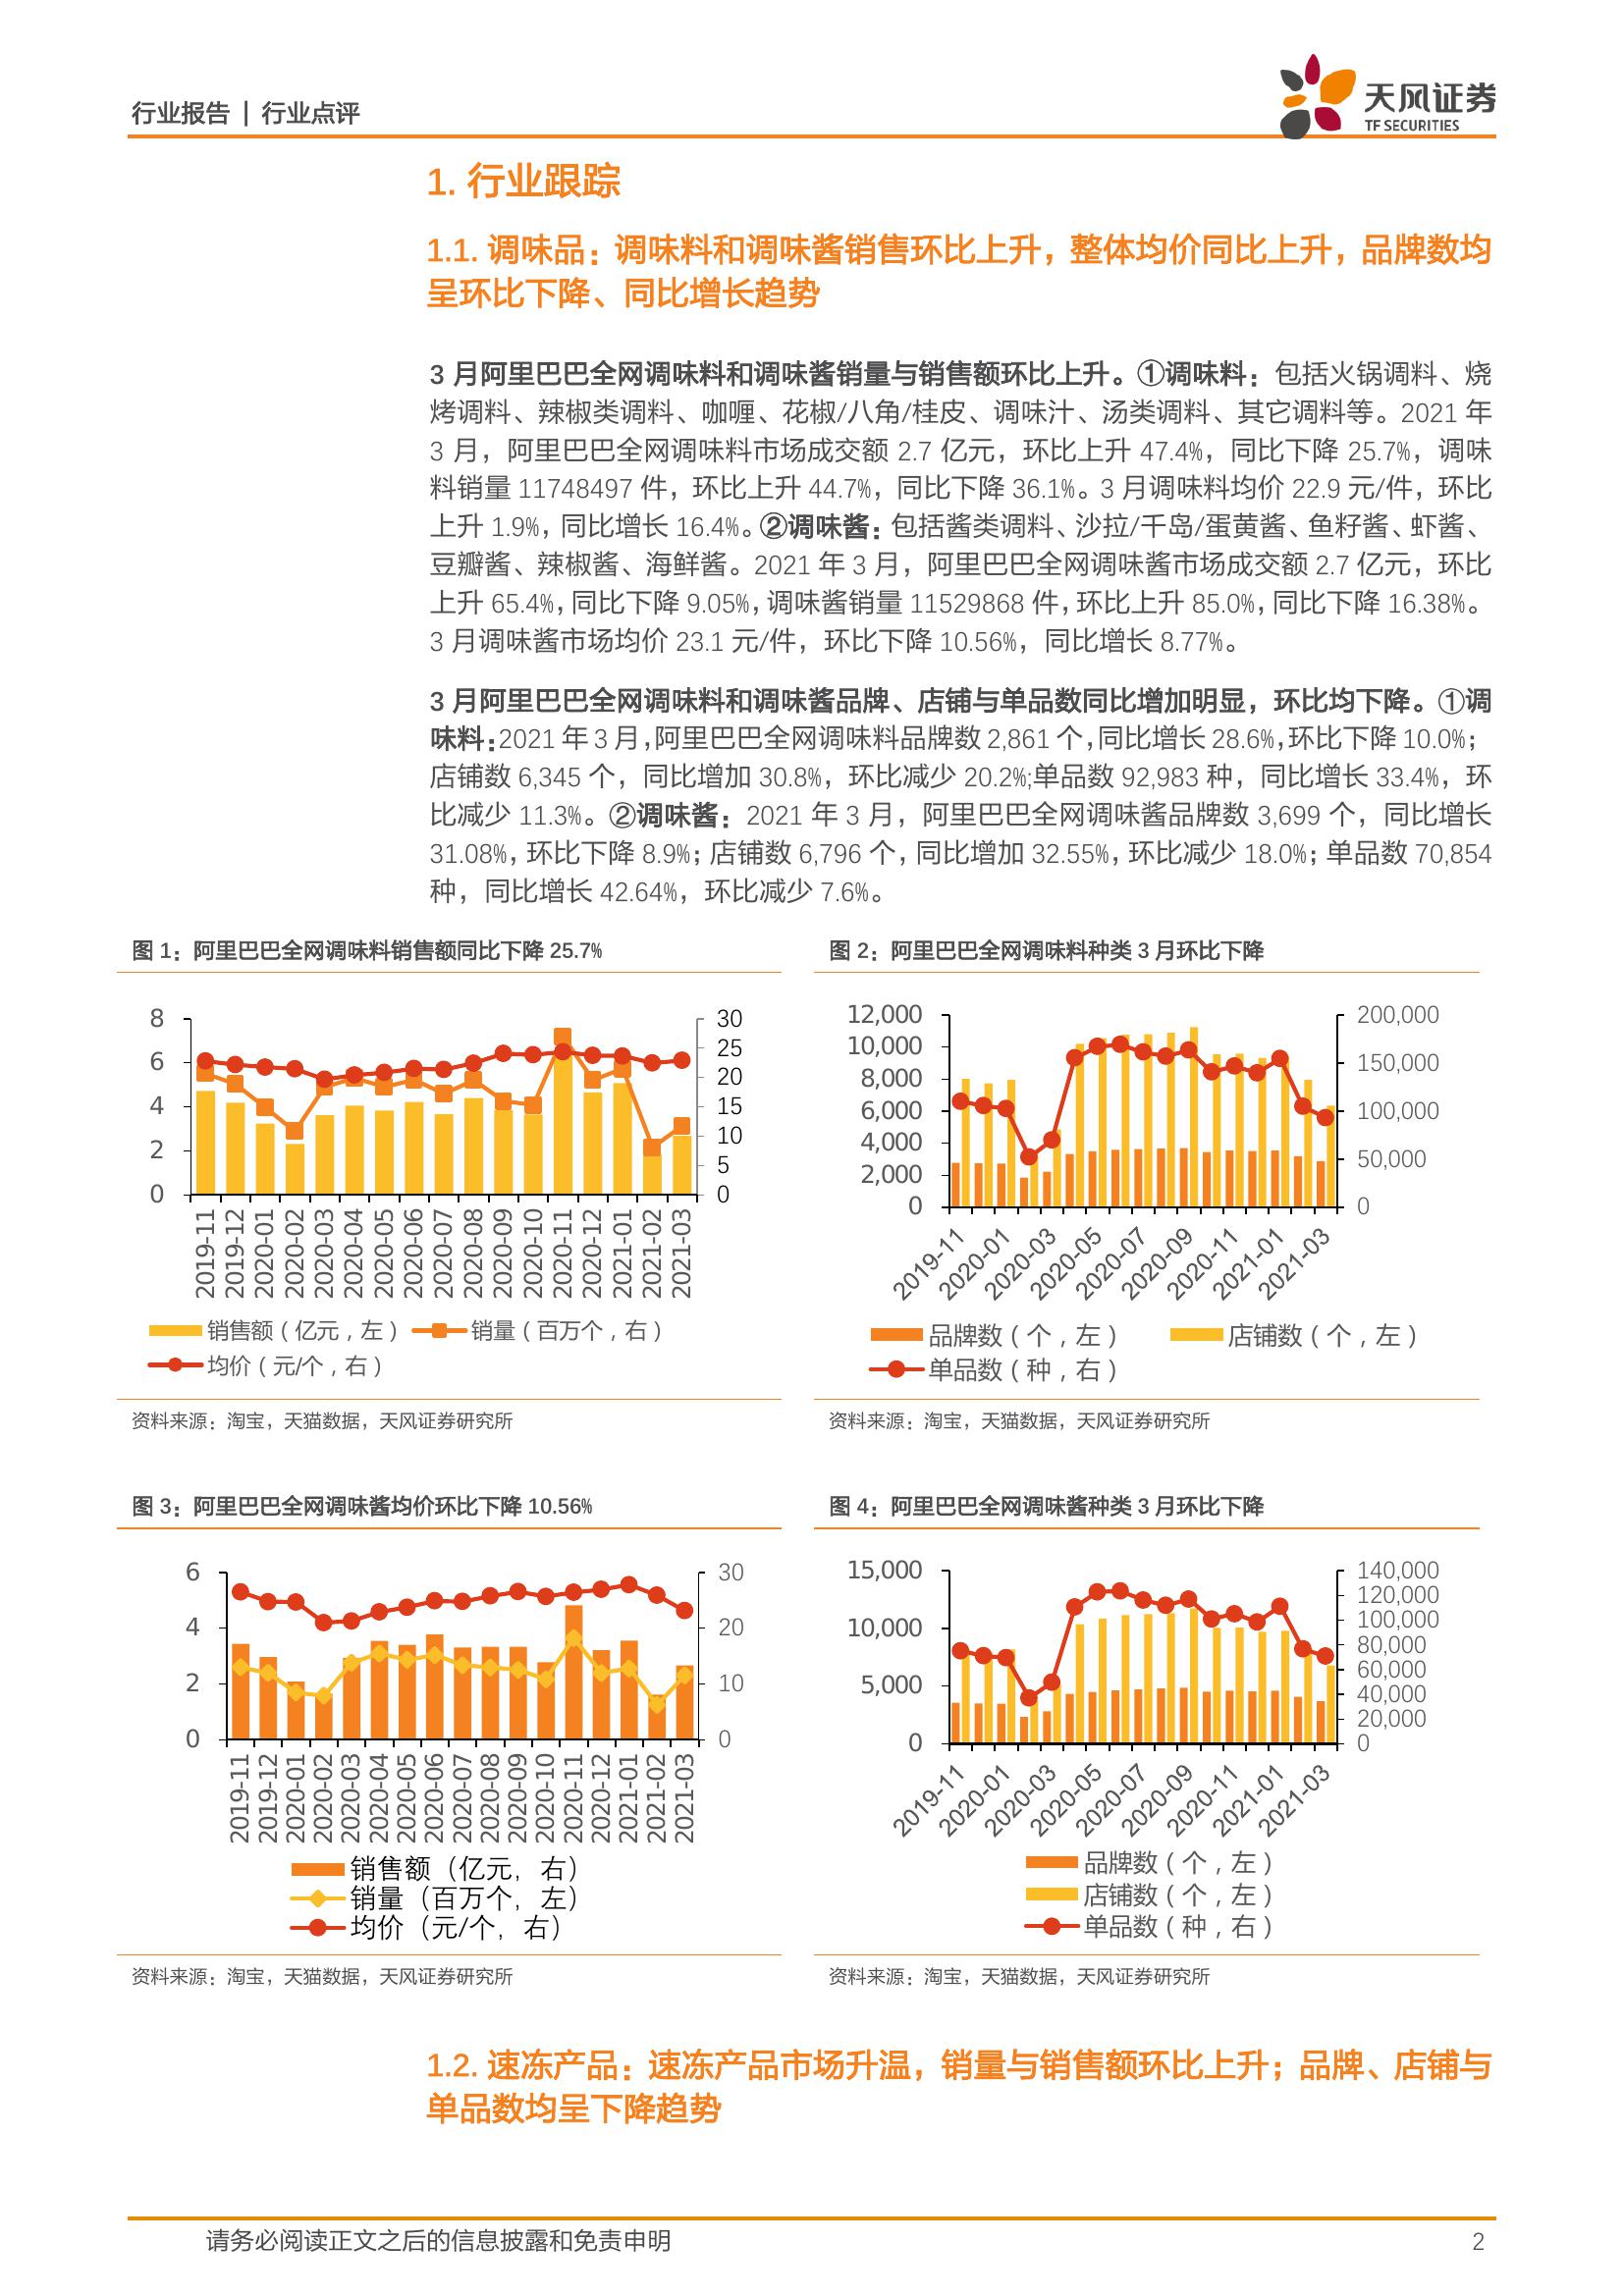 行业报告 | 行业点评
天风证券
TF SECURITIES
1. 行业跟踪
1.1. 调味品：调味料和调味酱销售环比上升，整体均价同比上升，品牌数均
呈环比下降、同比增长趋势
3 月阿里巴巴全网调味料和调味酱销量与销售额环比上升。①调味料：包括火锅调料、烧
烤调料、辣椒类调料、咖喱、花椒/八角/桂皮、调味汁、汤类调料、其它调料等。2021 年
3 月，阿里巴巴全网调味料市场成交额 2.7 亿元，环比上升 47.4%，同比下降 25.7%，调味
料销量 11748497 件，环比上升 44.7%，同比下降 36.1%。3 月调味料均价 22.9 元/件，环比
上升 1.9%，同比增长 16.4%。②调味酱：包括酱类调料、沙拉/千岛/蛋黄酱、鱼籽酱、虾酱、
豆瓣酱、辣椒酱、海鲜酱。2021 年 3 月，阿里巴巴全网调味酱市场成交额 2.7 亿元，环比
上升 65.4%，同比下降 9.05%，调味酱销量 11529868 件，环比上升 85.0%，同比下降 16.38%。
3 月调味酱市场均价 23.1 元/件，环比下降 10.56%，同比增长 8.77%。
3 月阿里巴巴全网调味料和调味酱品牌、店铺与单品数同比增加明显，环比均下降。①调
味料：2021 年 3 月，阿里巴巴全网调味料品牌数 2,861 个，同比增长 28.6%，环比下降 10.0%；
店铺数 6,345 个，同比增加 30.8%，环比减少 20.2%;单品数 92,983 种，同比增长 33.4%，环
比减少 11.3%。②调味酱：2021 年 3 月，阿里巴巴全网调味酱品牌数 3,699 个，同比增长
31.08%，环比下降 8.9%；店铺数 6,796 个，同比增加 32.55%，环比减少 18.0%；单品数 70,854
种，同比增长 42.64%，环比减少 7.6%。
图 1：阿里巴巴全网调味料销售额同比下降 25.7%
8
6
4
2
0
30
25
20
15
10
5
0
2019-11
2019-12
2020-01
2020-02
2020-03
2020-04
2020-05
2020-06
2020-07
2020-08
2020-09
2020-10
2020-11
2020-12
2021-01
2021-02
2021-03
销售额（亿元，左） 销量（百万个，右）
均价（元/个，右）
资料来源：淘宝，天猫数据，天风证券研究所
图 2：阿里巴巴全网调味料种类 3 月环比下降
12,000
10,000
8,000
6,000
4,000
2,000
0
200,000
150,000
100,000
50,000
0
2019-11
2020-01
2020-03
2020-05
2020-07
2020-09
2020-11
2021-01
2021-03
品牌数（个，左） 店铺数（个，左）
单品数（种，右）
资料来源：淘宝，天猫数据，天风证券研究所
图 3：阿里巴巴全网调味酱均价环比下降 10.56%
6
4
2
0
30
20
10
0
2019-11
2019-12
2020-01
2020-02
2020-03
2020-04
2020-05
2020-06
2020-07
2020-08
2020-09
2020-10
2020-11
2020-12
2021-01
2021-02
2021-03
销售额（亿元，右）
销量（百万个，左）
均价（元/个，右）
资料来源：淘宝，天猫数据，天风证券研究所
图 4：阿里巴巴全网调味酱种类 3 月环比下降
15,000
10,000
5,000
0
140,000
120,000
100,000
80,000
60,000
40,000
20,000
0
2019-11
2020-01
2020-03
2020-05
2020-07
2020-09
2020-11
2021-01
2021-03
品牌数（个，左）
店铺数（个，左）
单品数（种，右）
资料来源：淘宝，天猫数据，天风证券研究所
1.2. 速冻产品：速冻产品市场升温，销量与销售额环比上升；品牌、店铺与
单品数均呈下降趋势
请务必阅读正文之后的信息披露和免责申明
2